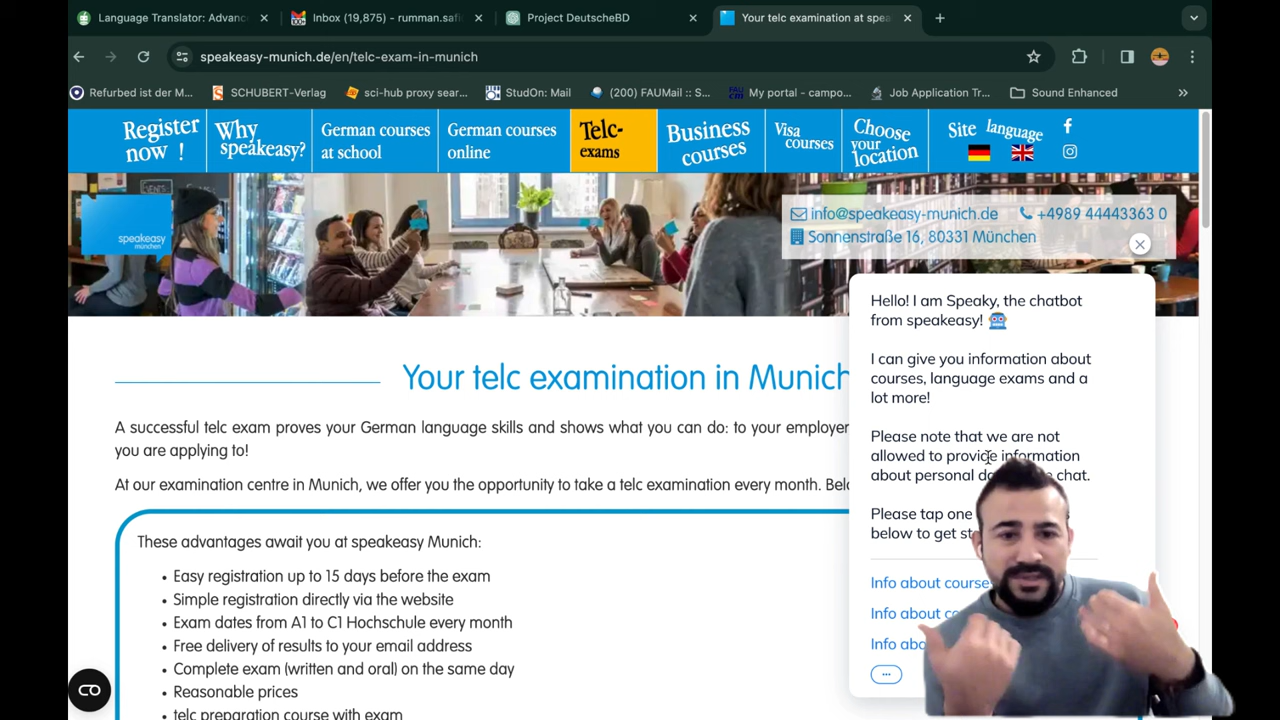 Language Translator: Advanc
Inbox (19,875) - rumman.safi
Project DeutscheBD
Your telc examination at spea
speakeasy-munich.de/en/telc-exam-in-munich
Refurbed ist der M...
SCHUBERT-Verlag
sci-hub proxy sear...
StudOn: Mail
(200) FAUMail :: S...
My portal - campo...
Job Application Tr...
Sound Enhanced
Register now !
Why speakeasy?
German courses at school
German courses online
Telc-exams
Business courses
Visa courses
Choose your location
Site language
info@speakeasy-munich.de +4989 44443363 0
Sonnenstraße 16, 80331 München
speakeasy
münchen
Your telc examination in Munich
A successful telc exam proves your German language skills and shows what you can do: to your employer
you are applying to!
At our examination centre in Munich, we offer you the opportunity to take a telc examination every month. Belo
These advantages await you at speakeasy Munich:
• Easy registration up to 15 days before the exam
• Simple registration directly via the website
• Exam dates from A1 to C1 Hochschule every month
• Free delivery of results to your email address
• Complete exam (written and oral) on the same day
• Reasonable prices
• telc preparation course with exam
Hello! I am Speaky, the chatbot
from speakeasy!
I can give you information about
courses, language exams and a
lot more!
Please note that we are not
allowed to provide information
about personal chat.
Please tap one
below to get
Info about course
Info about
Info